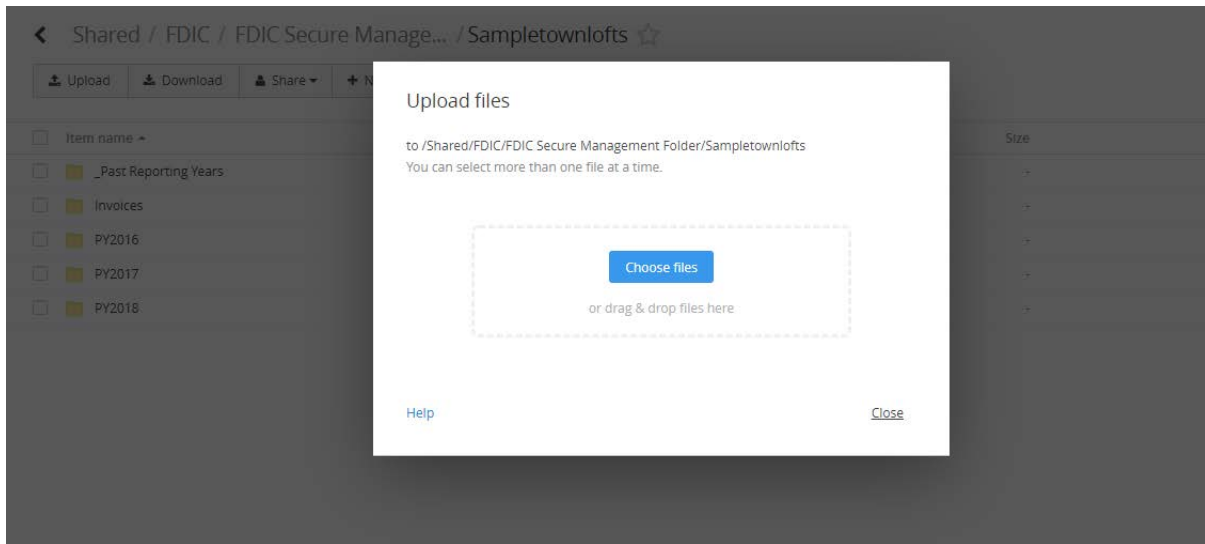 Shared / FDIC / FDIC Secure Manage... / Sampletownlofts
Upload Download Share + N
Item name Size
_Past Reporting Years -
Invoices -
PY2016 -
PY2017 -
PY2018 -
Upload files
to /Shared/FDIC/FDIC Secure Management Folder/Sampletownlofts
You can select more than one file at a time.
Choose files
or drag & drop files here
Help Close